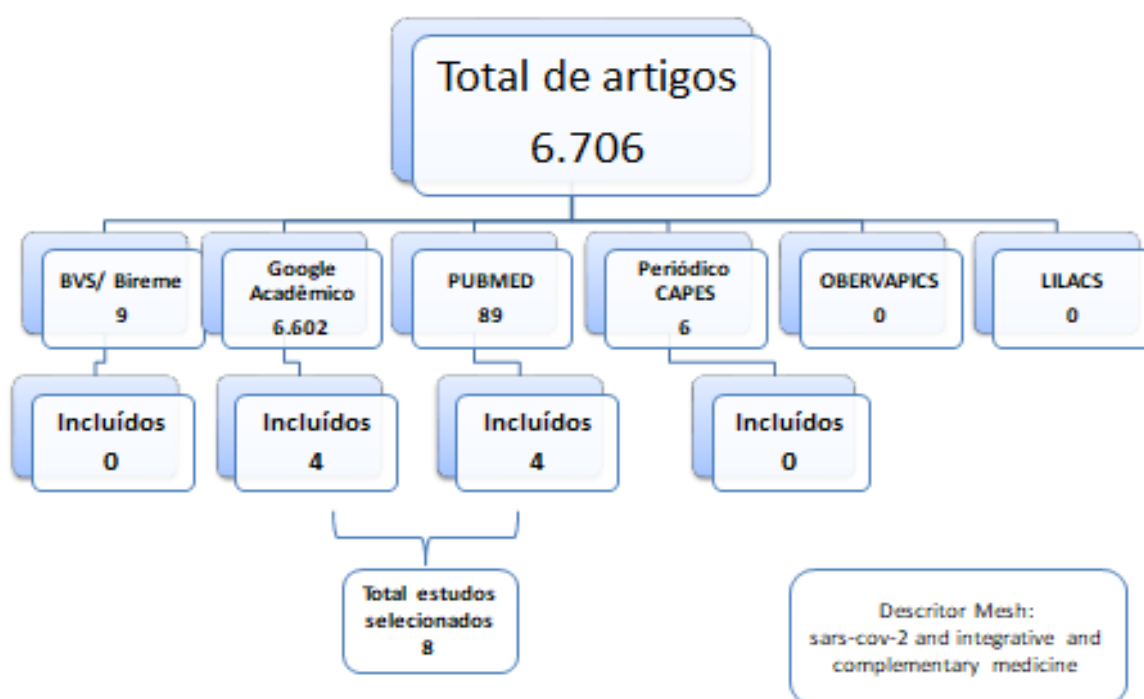 Total de artigos
6.706
BVS/ Bireme
9
Google
Acadêmico
6.602
PUBMED
89
Periódico
CAPES
6
OBERVAPICS
0
LILACS
0
Incluídos
0
Incluídos
4
Incluídos
4
Incluídos
0
Total estudos
selecionados
8
Descritor Mesh:
sars-cov-2 and integrative and
complementary medicine